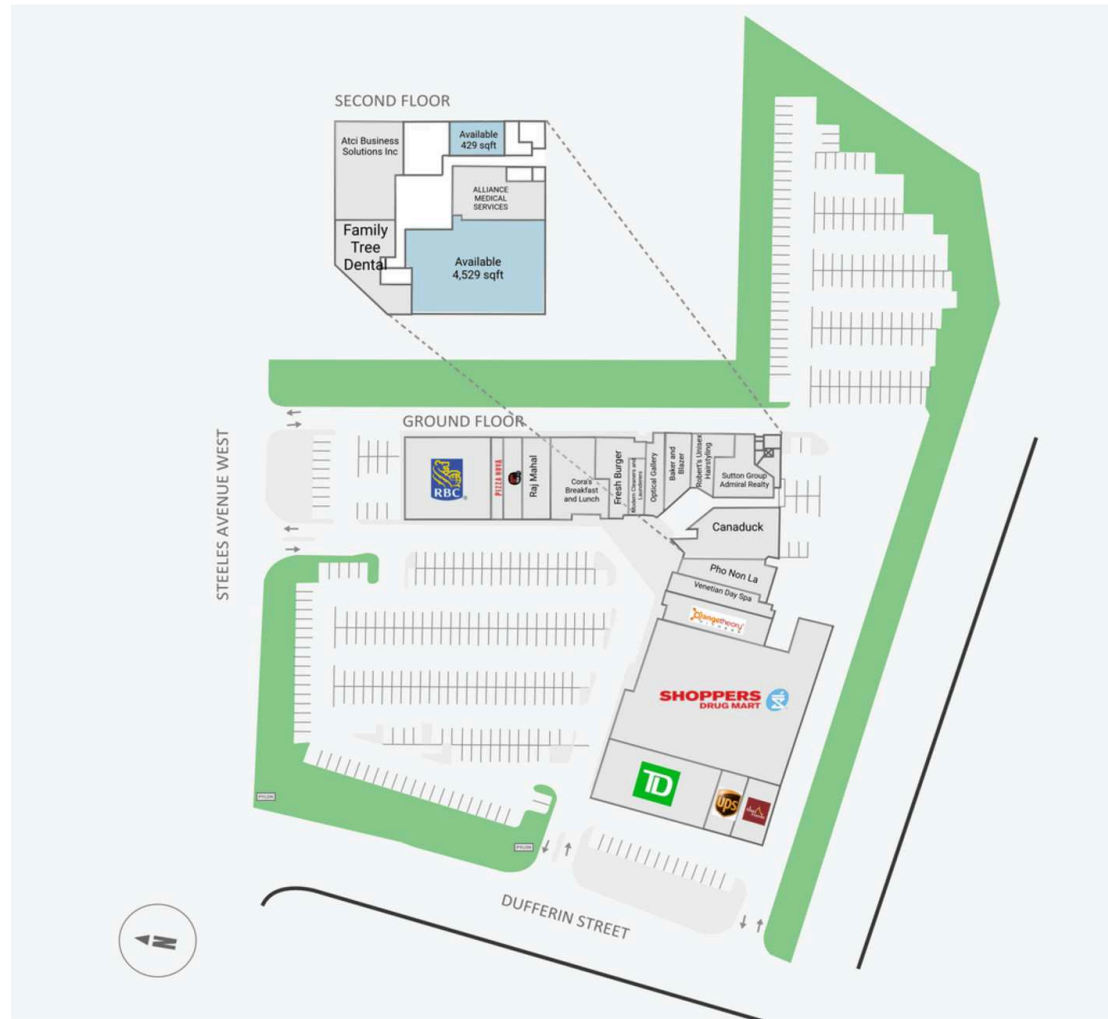 SECOND FLOOR
Atci Business
Solutions Inc
Available
429 sqft
ALLIANCE
MEDICAL
SERVICES
Family
Tree
Dental
Available
4,529 sqft
GROUND FLOOR
STEELES AVENUE WEST
RBC
PIZZA NOVA
Raj Mahal
Cora's
Breakfast
and Lunch
Fresh Burger
Modern Cleaners and
Launderers
Optical Gallery
Baker and
Blazer
Robert's Unisex
Hairstyling
Sutton Group
Admiral Realty
Canaduck
Pho Non La
Venetian Day Spa
Orangetheory
FITNESS
SHOPPERS
DRUG MART
TD
ups
PYLON
PYLON
DUFFERIN STREET
N